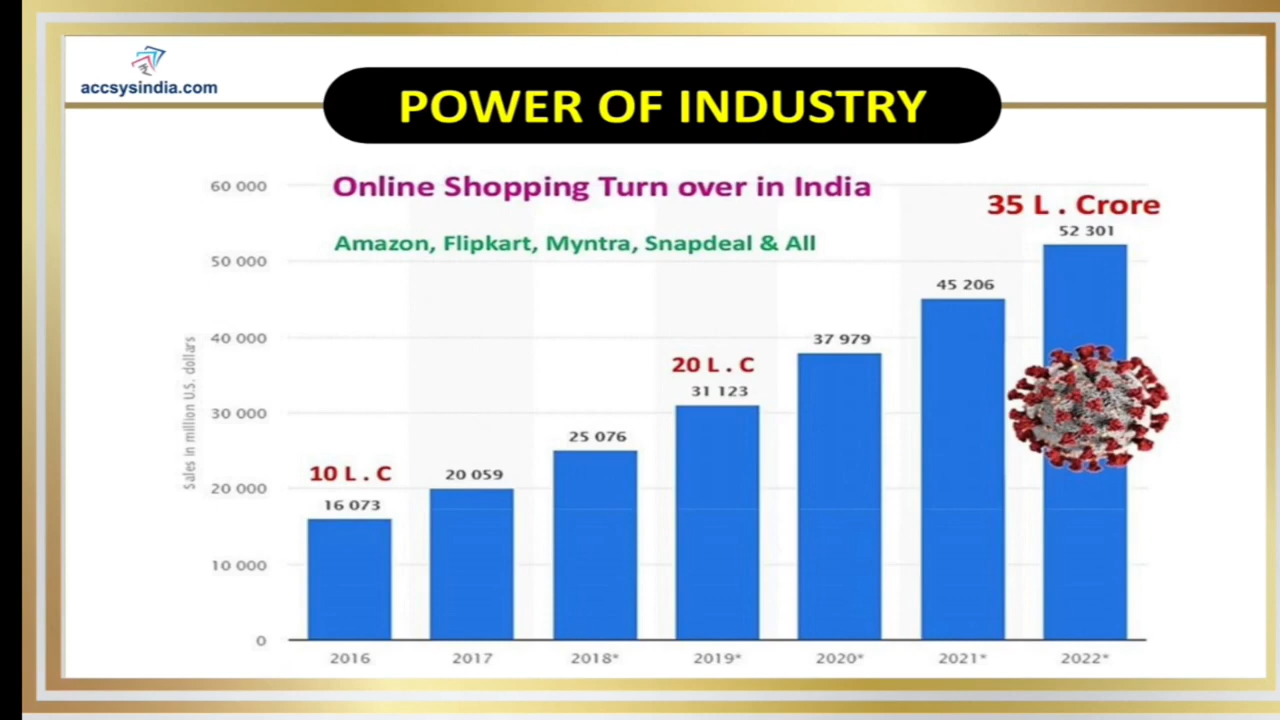 accsysindia.com
POWER OF INDUSTRY
Online Shopping Turn over in India
Amazon, Flipkart, Myntra, Snapdeal & All
35 L . Crore
20 L . C
10 L . C
Sales in million U.S. dollars
60 000
50 000
40 000
30 000
20 000
10 000
0
16 073
20 059
25 076
31 123
37 979
45 206
52 301
2016
2017
2018*
2019*
2020*
2021*
2022*